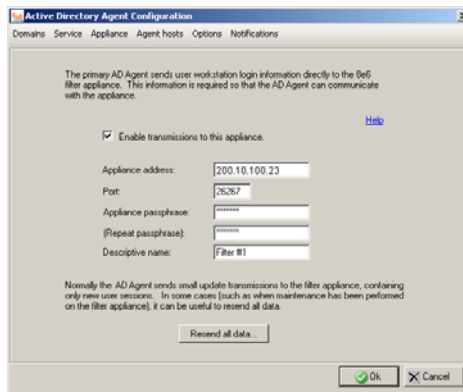 Active Directory Agent Configuration
Domains Service Appliance Agent hosts Options Notifications
The primary AD Agent sends user workstation login information directly to the 8e6
filter appliance. This information is required so that the AD Agent can communicate
with the appliance.
Help
Enable transmissions to this appliance.
Appliance address: 200.10.100.23
Port: 26267
Appliance passphrase: *******
(Repeat passphrase): *******
Descriptive name: Filter #1
Normally the AD Agent sends small update transmissions to the filter appliance, containing
only new user sessions. In some cases (such as when maintenance has been performed
on the filter appliance), it can be useful to resend all data.
Resend all data...
Ok Cancel